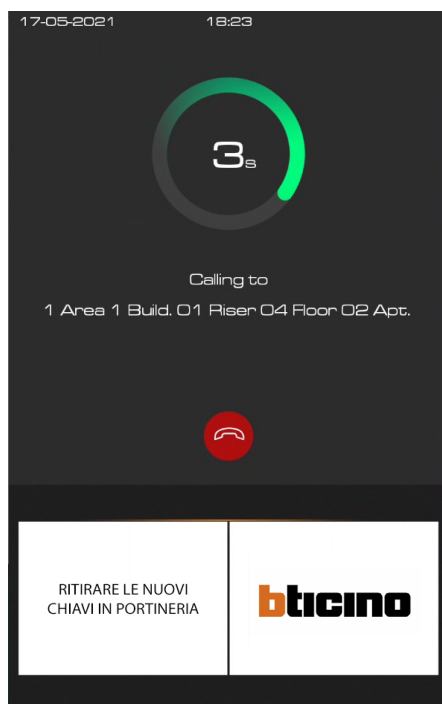 17-05-2021 18:23
3s
Calling to
1 Area 1 Build. 01 Riser 04 Floor 02 Apt.
RITIRARE LE NUOVI
CHIAVI IN PORTINERIA
bticino